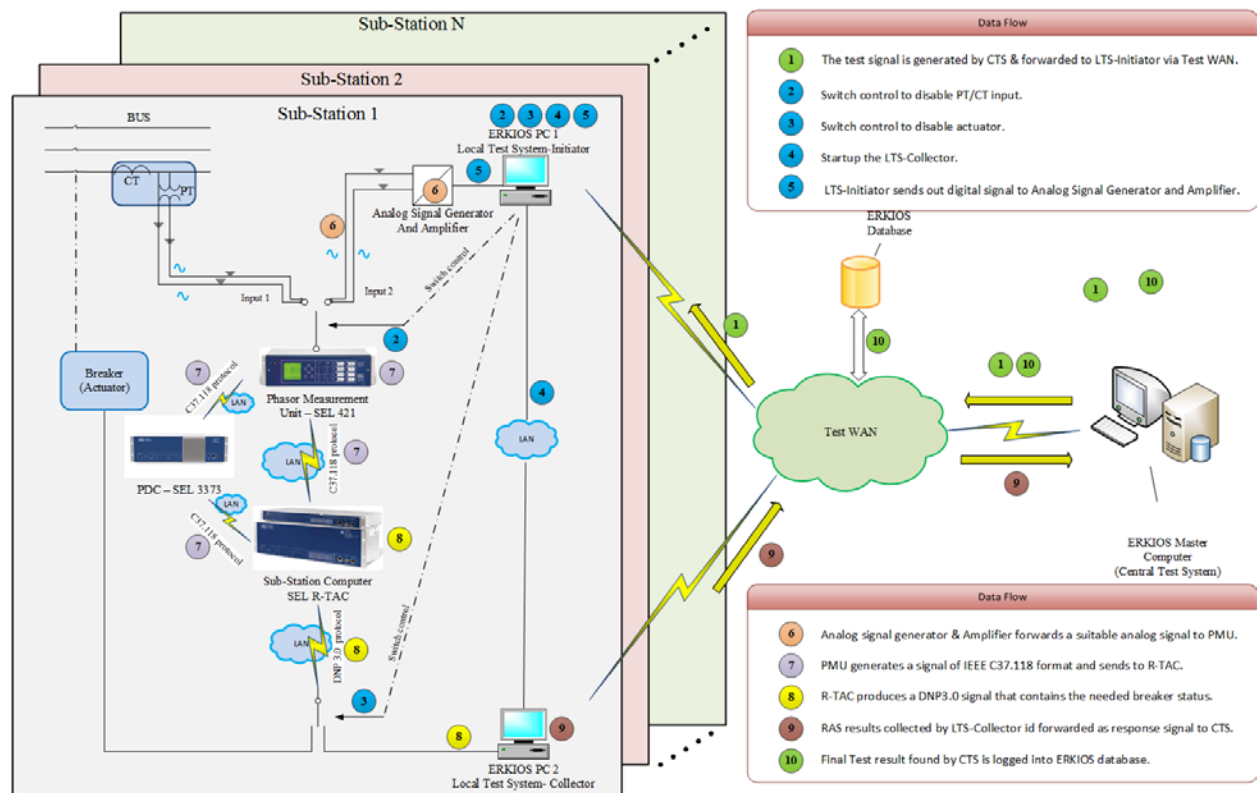 Sub-Station N
Sub-Station 2
Sub-Station 1
BUS
CT
PT
2 3 4 5
ERKIOS PC 1
Local Test System-Initiator
5
6
6
Analog Signal Generator
And Amplifier
Switch control
Input 1
Input 2
2
Breaker
(Actuator)
7
C37.118 protocol
LAN
7
Phasor Measurement
Unit – SEL 421
4
LAN
LAN
C37.118 protocol
7
PDC – SEL 3373
LAN
C37.118 protocol
7
8
Sub-Station Computer
SEL R-TAC
Switch control
LAN
DNP 3.0 protocol
8
3
8
9
ERKIOS PC 2
Local Test System- Collector
Data Flow
1 The test signal is generated by CTS & forwarded to LTS-Initiator via Test WAN.
2 Switch control to disable PT/CT input.
3 Switch control to disable actuator.
4 Startup the LTS-Collector.
5 LTS-Initiator sends out digital signal to Analog Signal Generator and Amplifier.
ERKIOS
Database
1
10
1
10
1 10
Test WAN
9
9
ERKIOS Master
Computer
(Central Test System)
Data Flow
6 Analog signal generator & Amplifier forwards a suitable analog signal to PMU.
7 PMU generates a signal of IEEE C37.118 format and sends to R-TAC.
8 R-TAC produces a DNP3.0 signal that contains the needed breaker status.
9 RAS results collected by LTS-Collector id forwarded as response signal to CTS.
10 Final Test result found by CTS is logged into ERKIOS database.